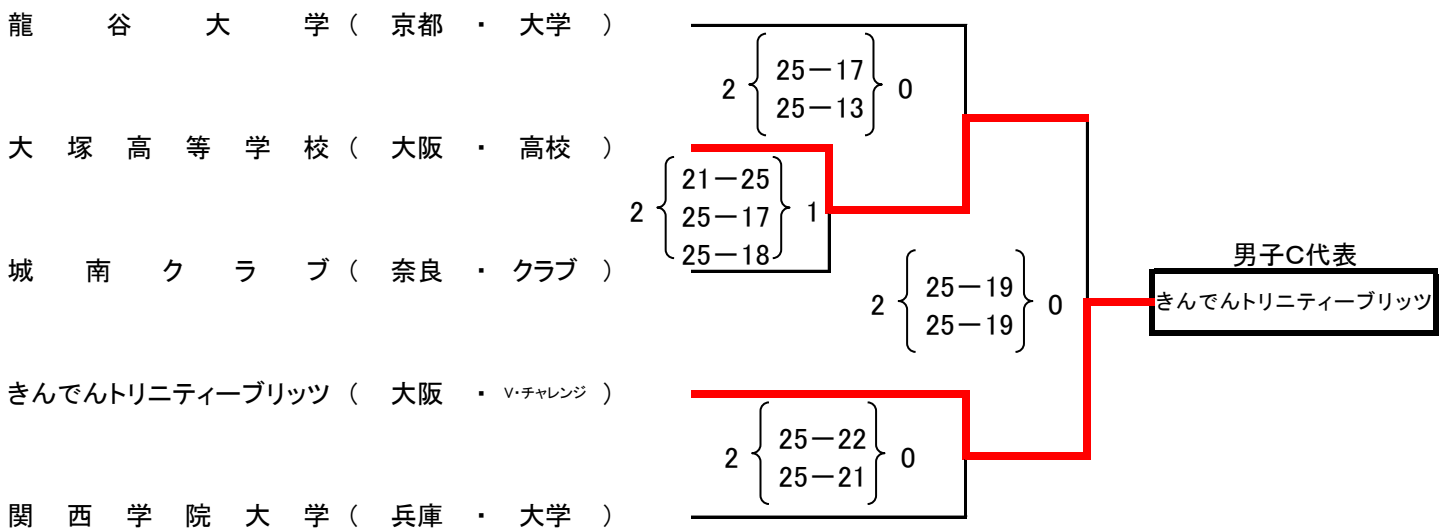 龍谷大学(京都・大学)
2 25-17 0
25-13
大塚高等学校(大阪・高校)
21-25
2 25-17 1
25-18
城南クラブ(奈良・クラブ)
男子C代表
2 25-19 0
25-19
きんでんトリニティーブリッツ
きんでんトリニティーブリッツ(大阪・V・チャレンジ)
2 25-22 0
25-21
関西学院大学(兵庫・大学)